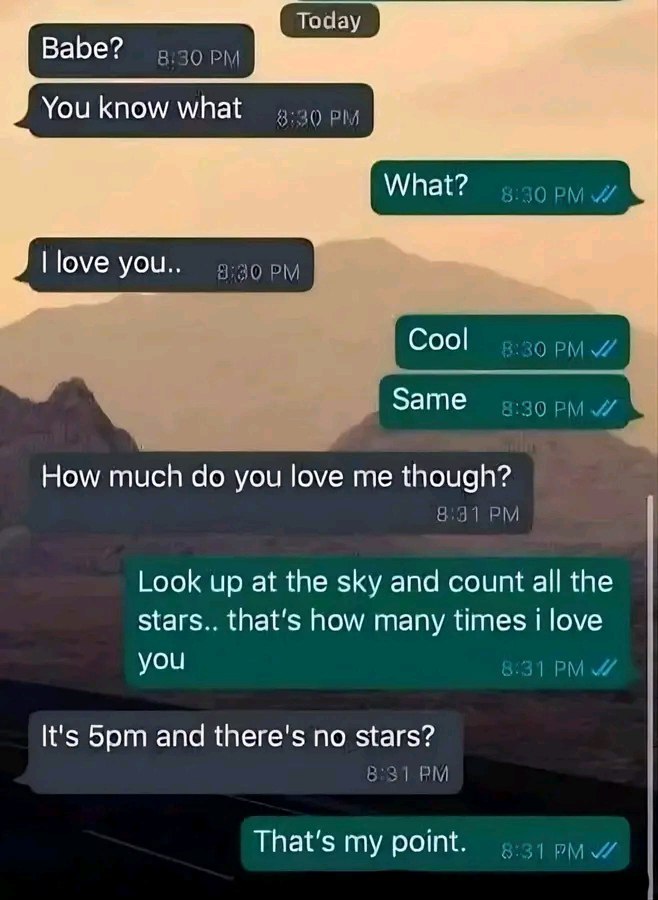 Today
Babe? 8:30 PM
You know what 8:30 PM
What? 8:30 PM
I love you.. 8:30 PM
Cool 8:30 PM
Same 8:30 PM
How much do you love me though?
8:31 PM
Look up at the sky and count all the
stars.. that's how many times i love
you 8:31 PM
It's 5pm and there's no stars?
8:31 PM
That's my point. 8:31 PM